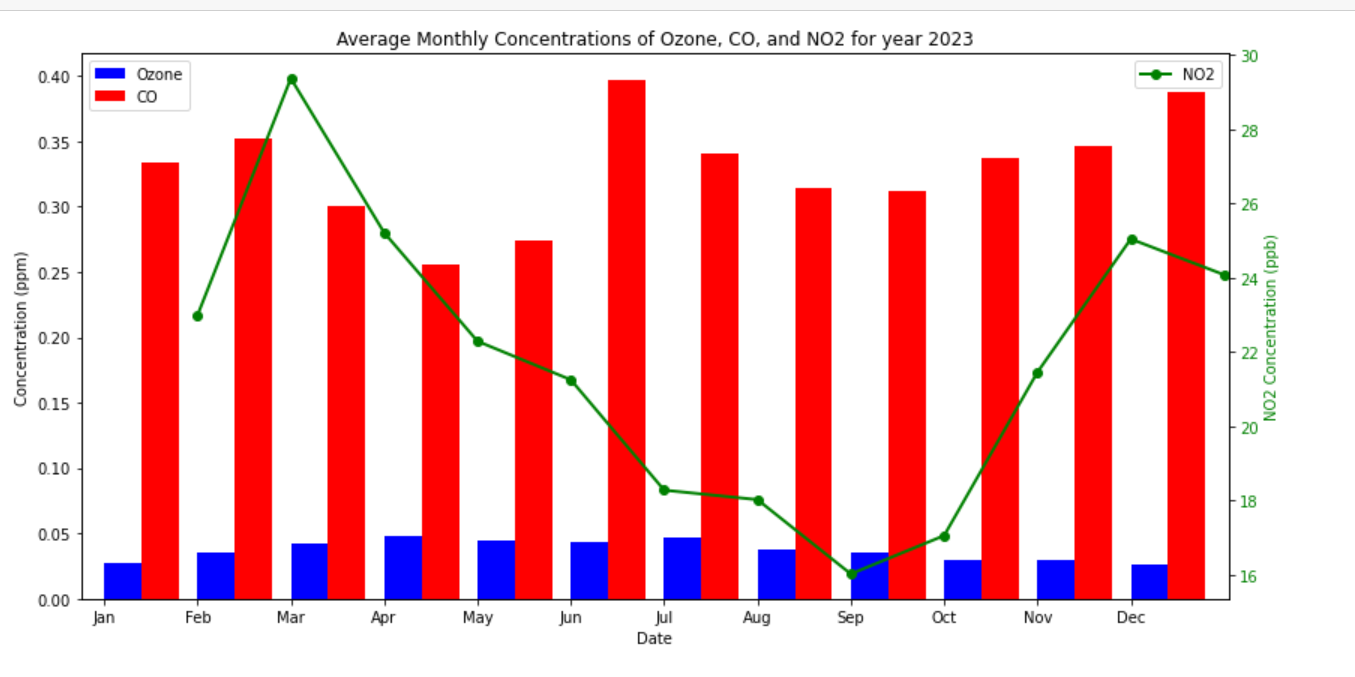 Average Monthly Concentrations of Ozone, CO, and NO2 for year 2023
Ozone
CO
NO2
Concentration (ppm)
0.40
0.35
0.30
0.25
0.20
0.15
0.10
0.05
0.00
NO2 Concentration (ppb)
30
28
26
24
22
20
18
16
Jan Feb Mar Apr May Jun Jul Aug Sep Oct Nov Dec
Date